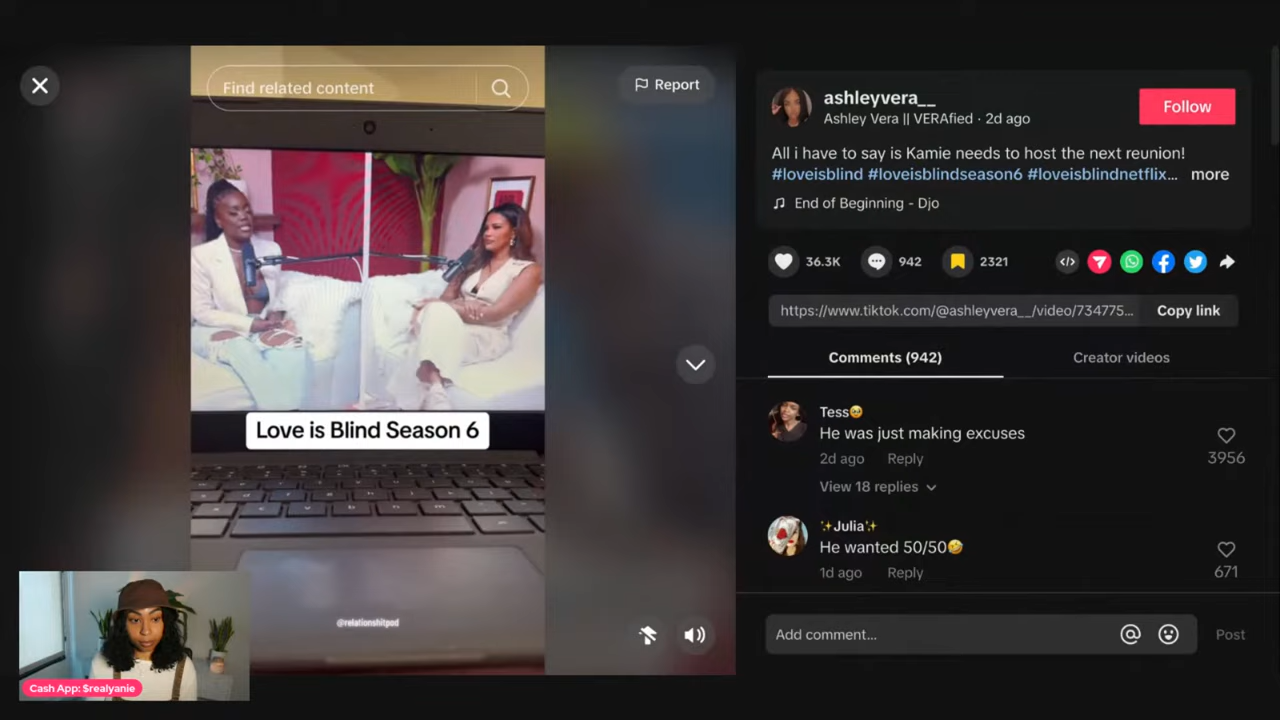 Find related content
Report
Love is Blind Season 6
@relationshitpod
Cash App: $realyanie
ashleyvera__
Ashley Vera || VERAfied · 2d ago
Follow
All i have to say is Kamie needs to host the next reunion!
#loveisblind #loveisblindseason6 #loveisblindnetflix... more
End of Beginning - Djo
36.3K 942 2321
https://www.tiktok.com/@ashleyvera__/video/734775...
Copy link
Comments (942) Creator videos
Tess🥹
He was just making excuses
2d ago Reply
3956
View 18 replies
✨Julia✨
He wanted 50/50🤣
1d ago Reply
671
Add comment...
Post